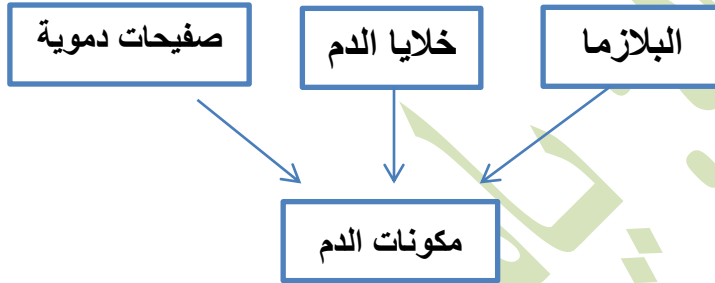 البلازما
خلايا الدم
صفيحات دموية
مكونات الدم